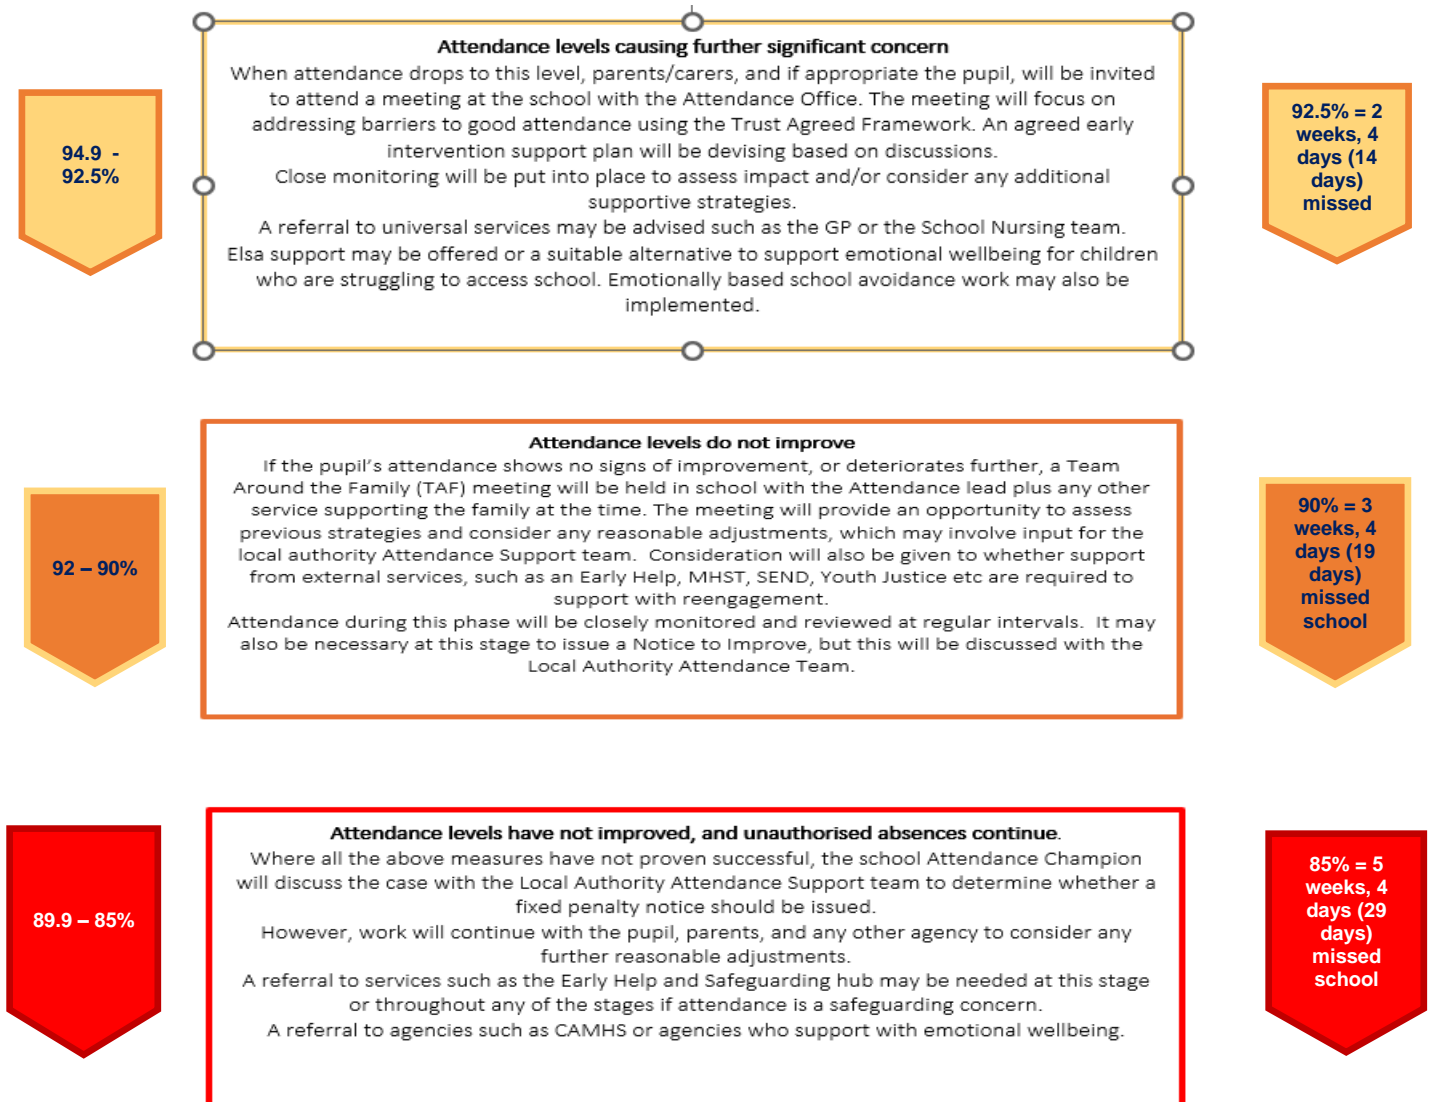 Attendance levels causing further significant concern
When attendance drops to this level, parents/carers, and if appropriate the pupil, will be invited
to attend a meeting at the school with the Attendance Office. The meeting will focus on
addressing barriers to good attendance using the Trust Agreed Framework. An agreed early
intervention support plan will be devising based on discussions.
Close monitoring will be put into place to assess impact and/or consider any additional
supportive strategies.
A referral to universal services may be advised such as the GP or the School Nursing team.
Elsa support may be offered or a suitable alternative to support emotional wellbeing for children
who are struggling to access school. Emotionally based school avoidance work may also be
implemented.
94.9 -
92.5%
92.5% = 2
weeks, 4
days (14
days)
missed
Attendance levels do not improve
If the pupil's attendance shows no signs of improvement, or deteriorates further, a Team
Around the Family (TAF) meeting will be held in school with the Attendance lead plus any other
service supporting the family at the time. The meeting will provide an opportunity to assess
previous strategies and consider any reasonable adjustments, which may involve input for the
local authority Attendance Support team. Consideration will also be given to whether support
from external services, such as an Early Help, MHST, SEND, Youth Justice etc are required to
support with reengagement.
Attendance during this phase will be closely monitored and reviewed at regular intervals. It may
also be necessary at this stage to issue a Notice to Improve, but this will be discussed with the
Local Authority Attendance Team.
92 – 90%
90% = 3
weeks, 4
days (19
days)
missed
school
Attendance levels have not improved, and unauthorised absences continue.
Where all the above measures have not proven successful, the school Attendance Champion
will discuss the case with the Local Authority Attendance Support team to determine whether a
fixed penalty notice should be issued.
However, work will continue with the pupil, parents, and any other agency to consider any
further reasonable adjustments.
A referral to services such as the Early Help and Safeguarding hub may be needed at this stage
or throughout any of the stages if attendance is a safeguarding concern.
A referral to agencies such as CAMHS or agencies who support with emotional wellbeing.
89.9 – 85%
85% = 5
weeks, 4
days (29
days)
missed
school